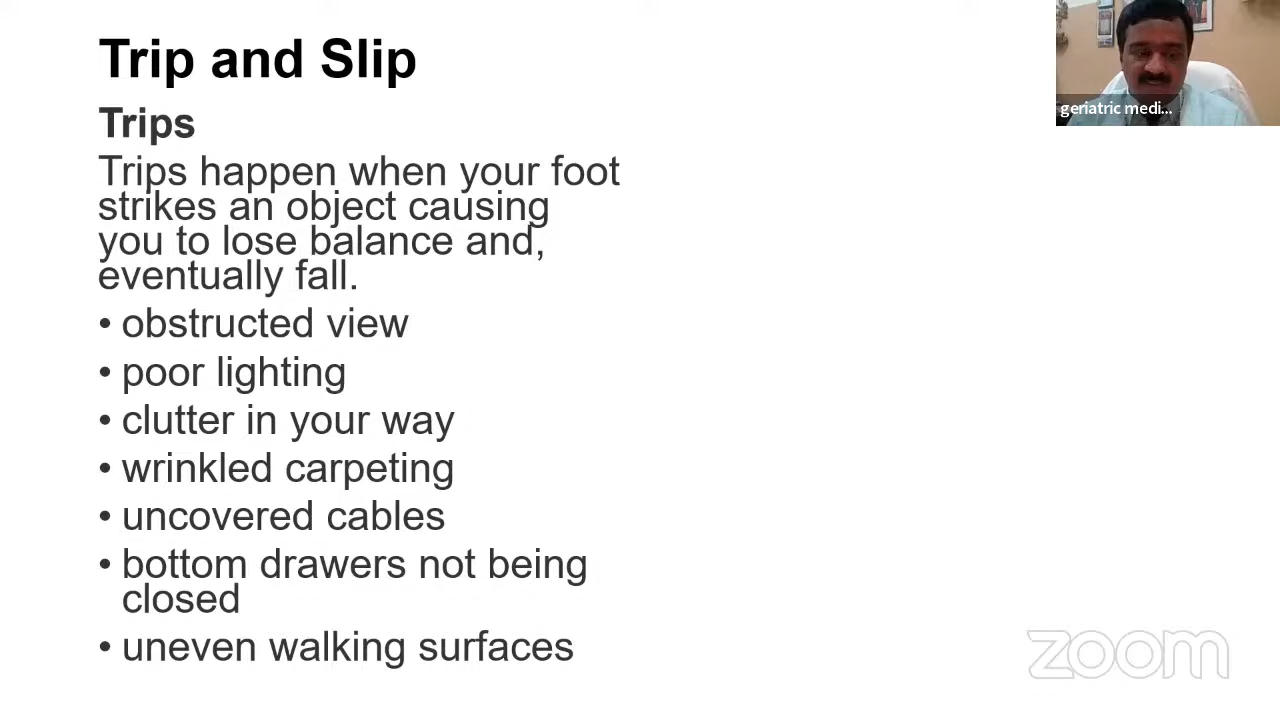 Trip and Slip
Trips
Trips happen when your foot
strikes an object causing
you to lose balance and,
eventually fall.
• obstructed view
• poor lighting
• clutter in your way
• wrinkled carpeting
• uncovered cables
• bottom drawers not being
closed
• uneven walking surfaces
geriatric medi...
zoom